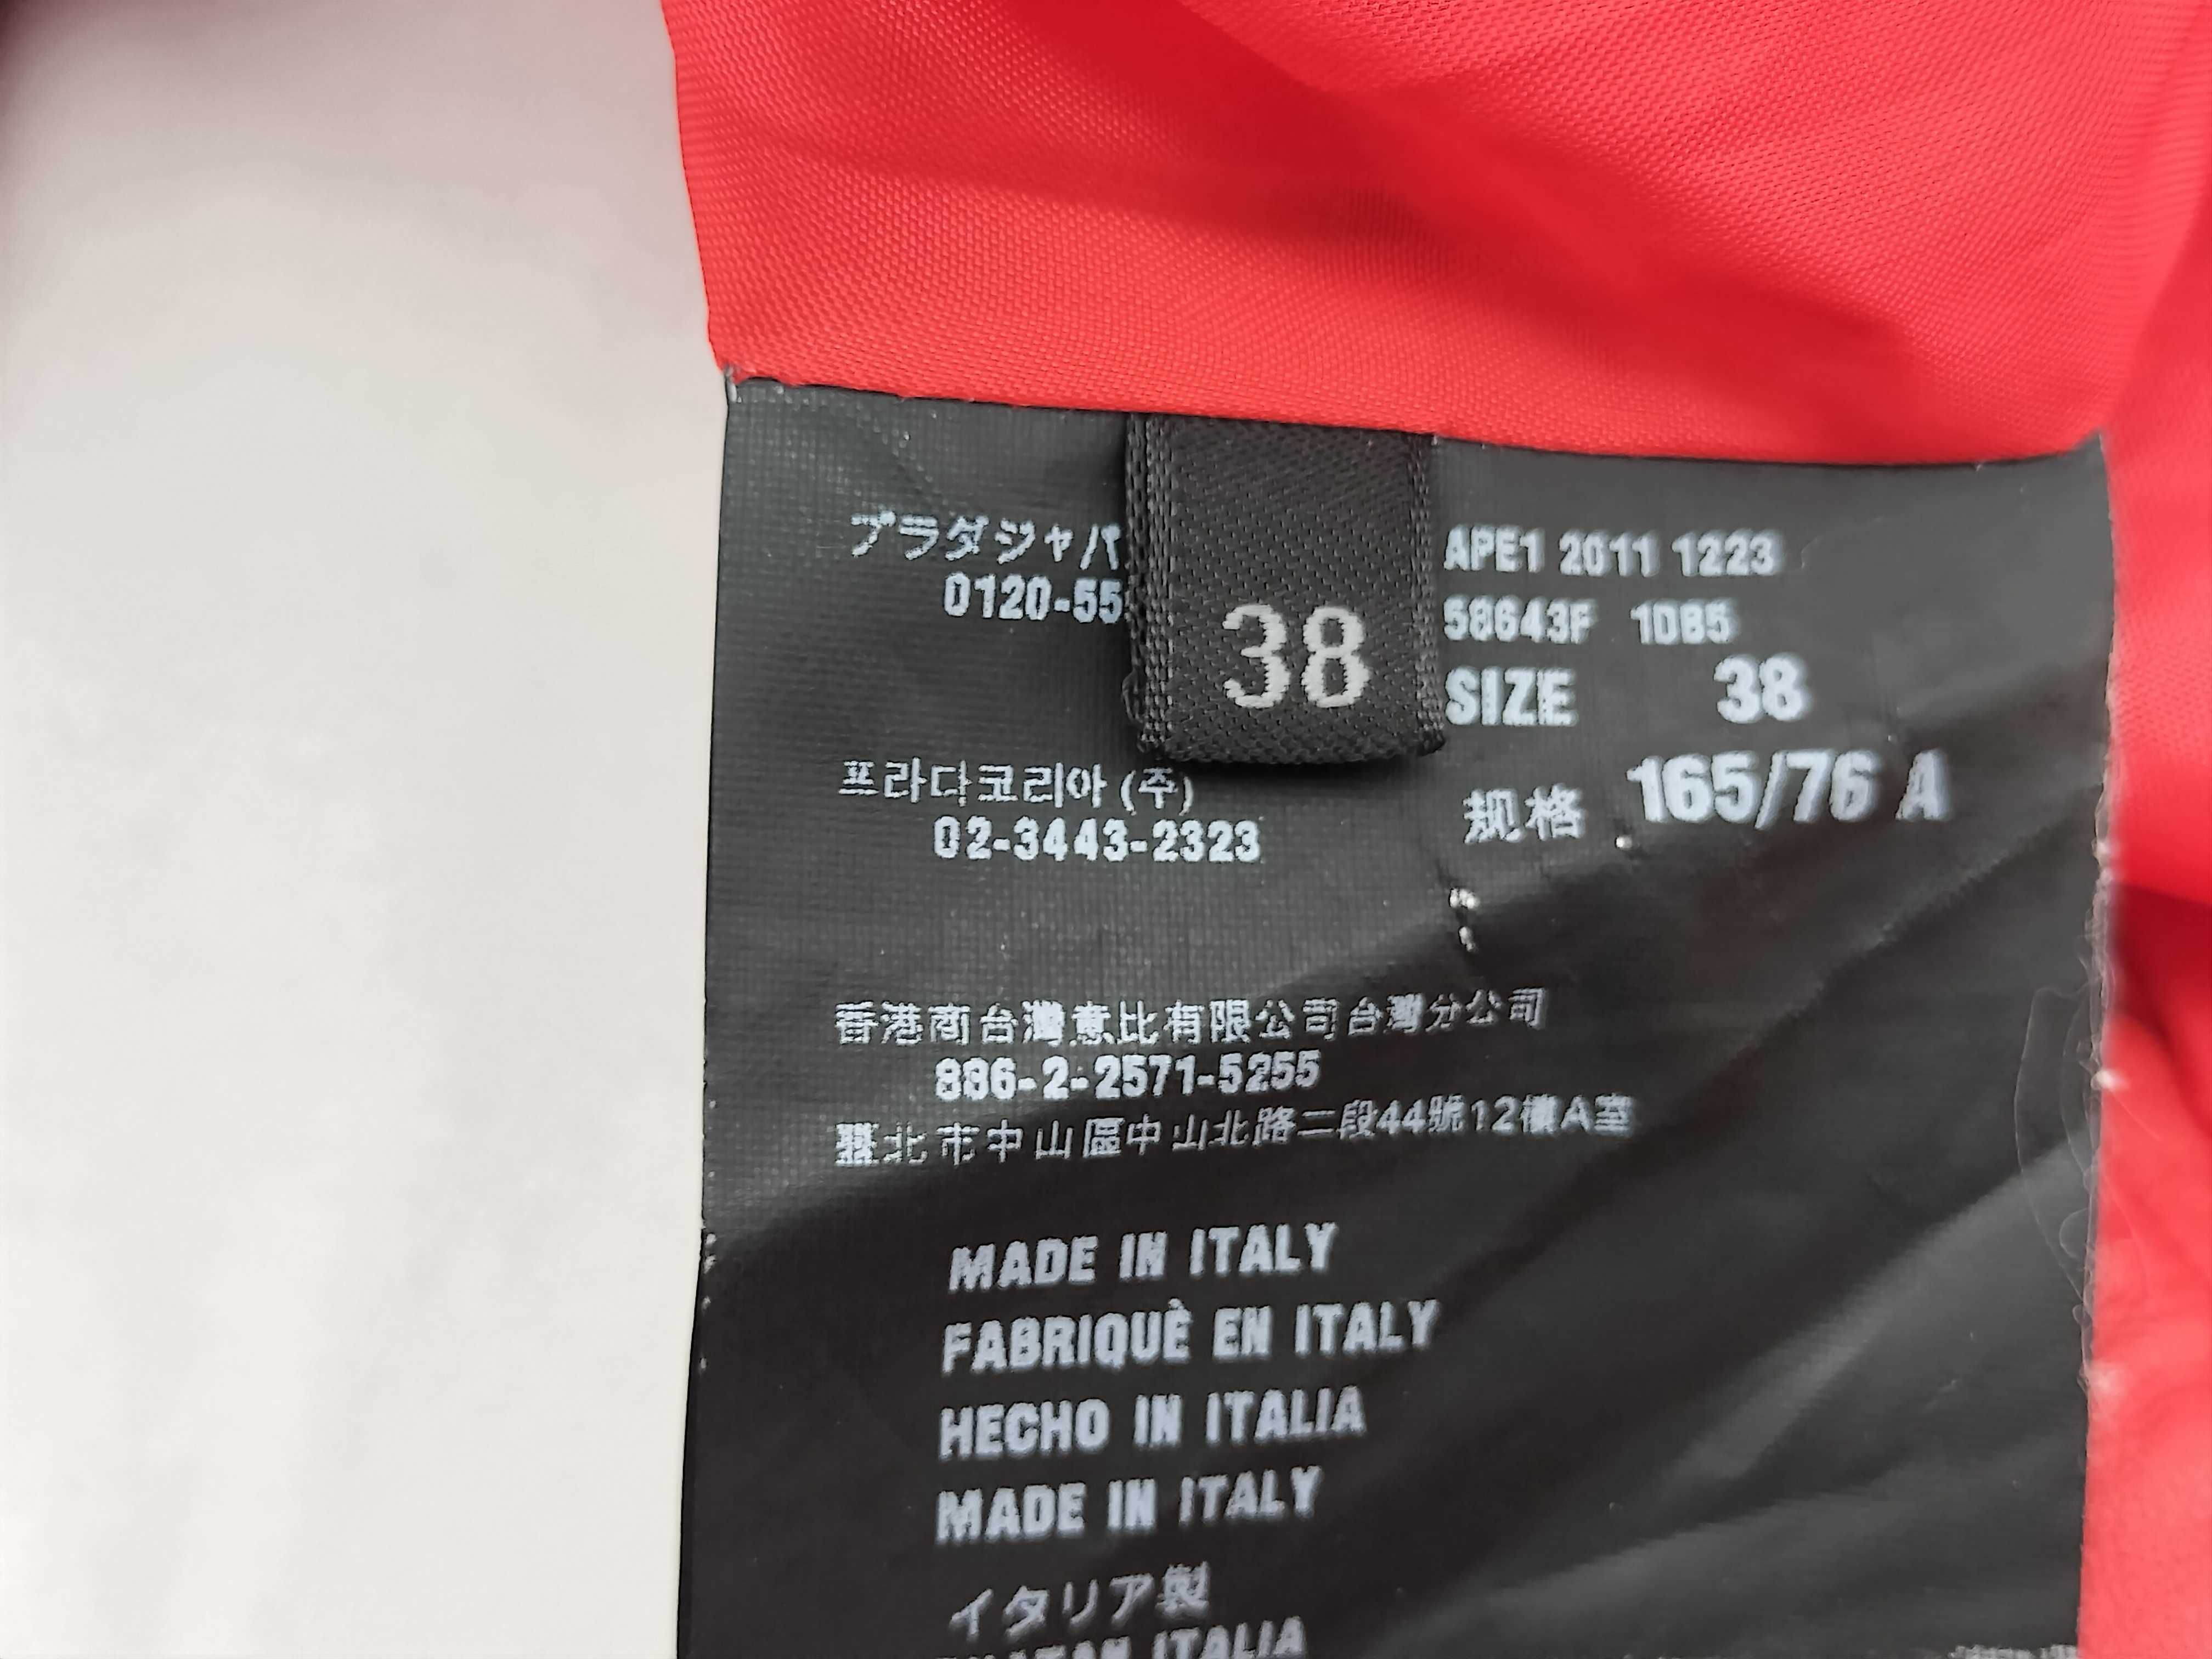 プラダジャパ
0120-55
38
APE1 2011 1223
58643F 1DB5
SIZE 38
规格 165/76 A
프라다코리아 (주)
02-3443-2323
香港商台灣意比有限公司台灣分公司
886-2-2571-5255
臺北市中山區中山北路二段44號12樓A室
MADE IN ITALY
FABRIQUÈ EN ITALY
HECHO IN ITALIA
MADE IN ITALY
イタリア製
ITALIA